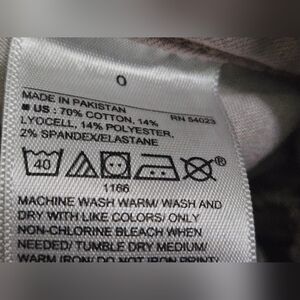 0
MADE IN PAKISTAN
■ US : 70% COTTON, 14% RN 54023
LYOCELL, 14% POLYESTER,
2% SPANDEX/ELASTANE
40
1166
MACHINE WASH WARM/ WASH AND
DRY WITH LIKE COLORS/ ONLY
NON-CHLORINE BLEACH WHEN
NEEDED/ TUMBLE DRY MEDIUM/
WARM IRON/ DO NOT IRON PRINT/